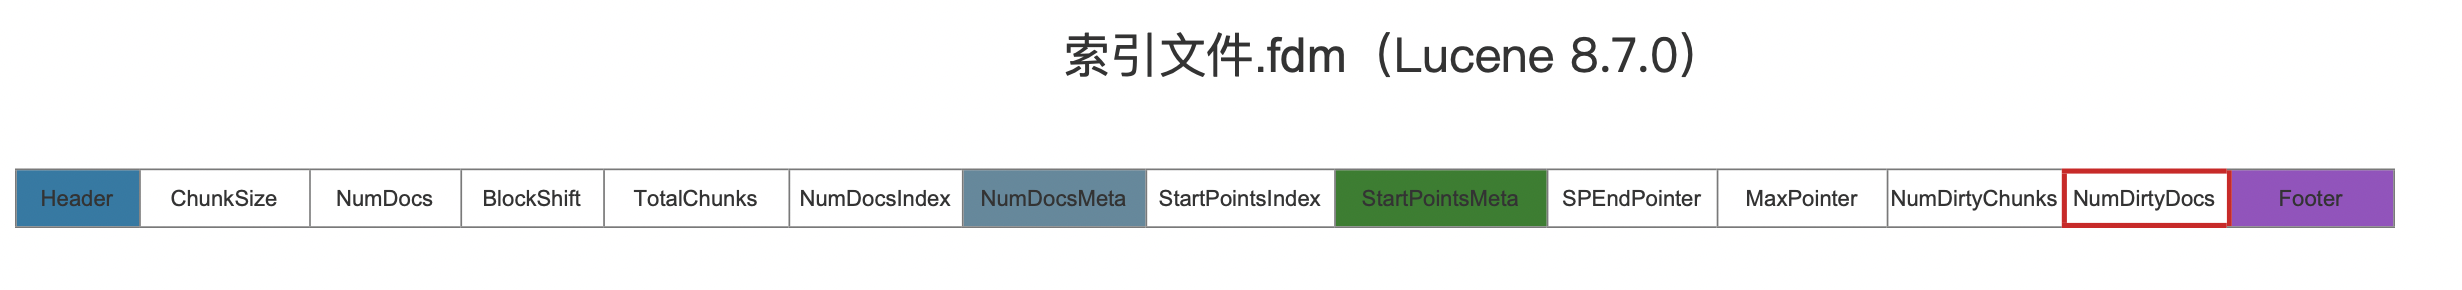 索引文件.fdm（Lucene 8.7.0）
Header ChunkSize NumDocs BlockShift TotalChunks NumDocsIndex NumDocsMeta StartPointsIndex StartPointsMeta SPEndPointer MaxPointer NumDirtyChunks NumDirtyDocs Footer